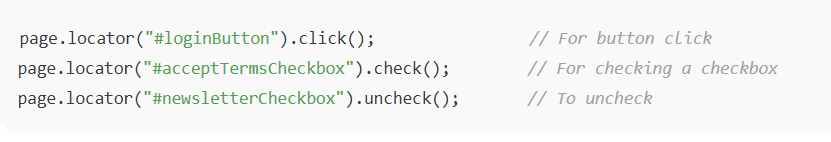 page.locator("#loginButton").click(); // For button click
page.locator("#acceptTermsCheckbox").check(); // For checking a checkbox
page.locator("#newsletterCheckbox").uncheck(); // To uncheck